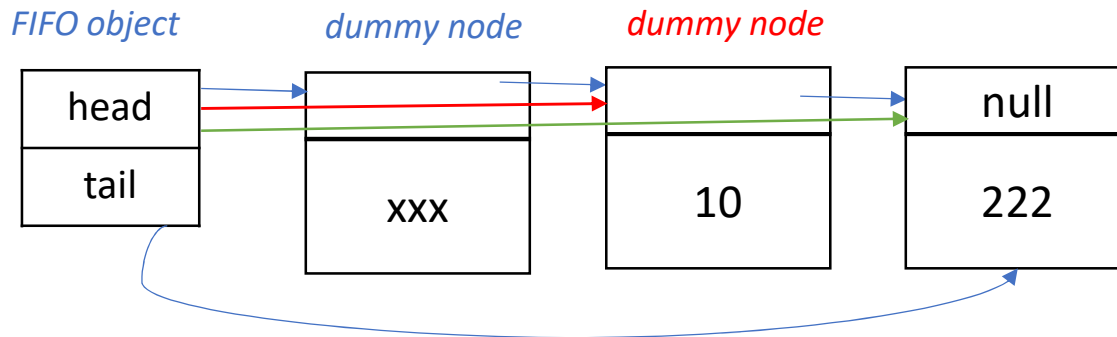 FIFO object
dummy node
dummy node
head
null
tail
xxx
10
222